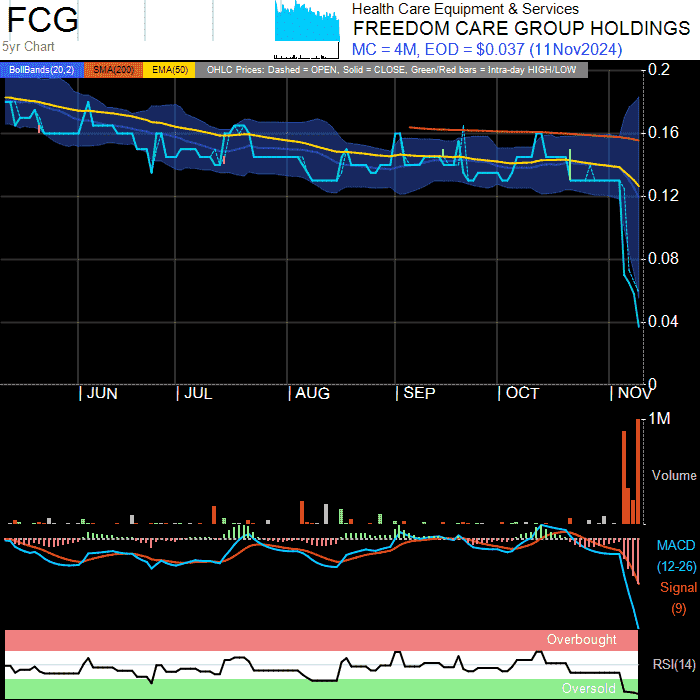 FCG
5yr Chart
Health Care Equipment & Services
FREEDOM CARE GROUP HOLDINGS
MC = 4M, EOD = $0.037 (11Nov2024)
BollBands(20,2) SMA(200) EMA(50) OHLC Prices: Dashed = OPEN, Solid = CLOSE, Green/Red bars = Intra-day HIGH/LOW
0.2
0.16
0.12
0.08
0.04
0
JUN JUL AUG SEP OCT NOV
1M
Volume
MACD
(12-26)
Signal
(9)
Overbought
RSI(14)
Oversold